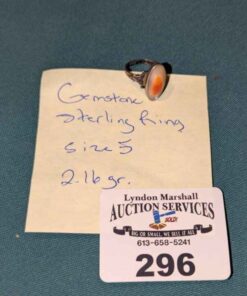 Gemstone
Sterling Ring
size 5
2.16 gr.
Lyndon Marshall
AUCTION SERVICES
SOLD!
BIG OR SMALL, WE SELL IT ALL
613-658-5241
296